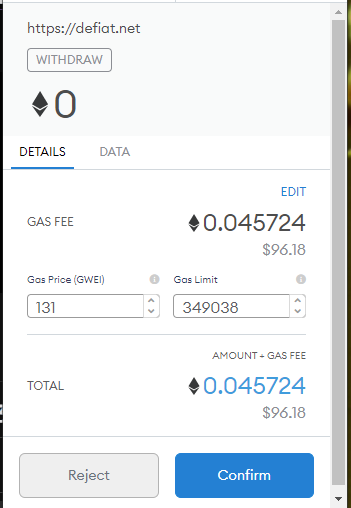 https://defiat.net
WITHDRAW
0
DETAILS DATA
EDIT
GAS FEE 0.045724
$96.18
Gas Price (GWEI) Gas Limit
131 349038
AMOUNT + GAS FEE
TOTAL 0.045724
$96.18
Reject Confirm